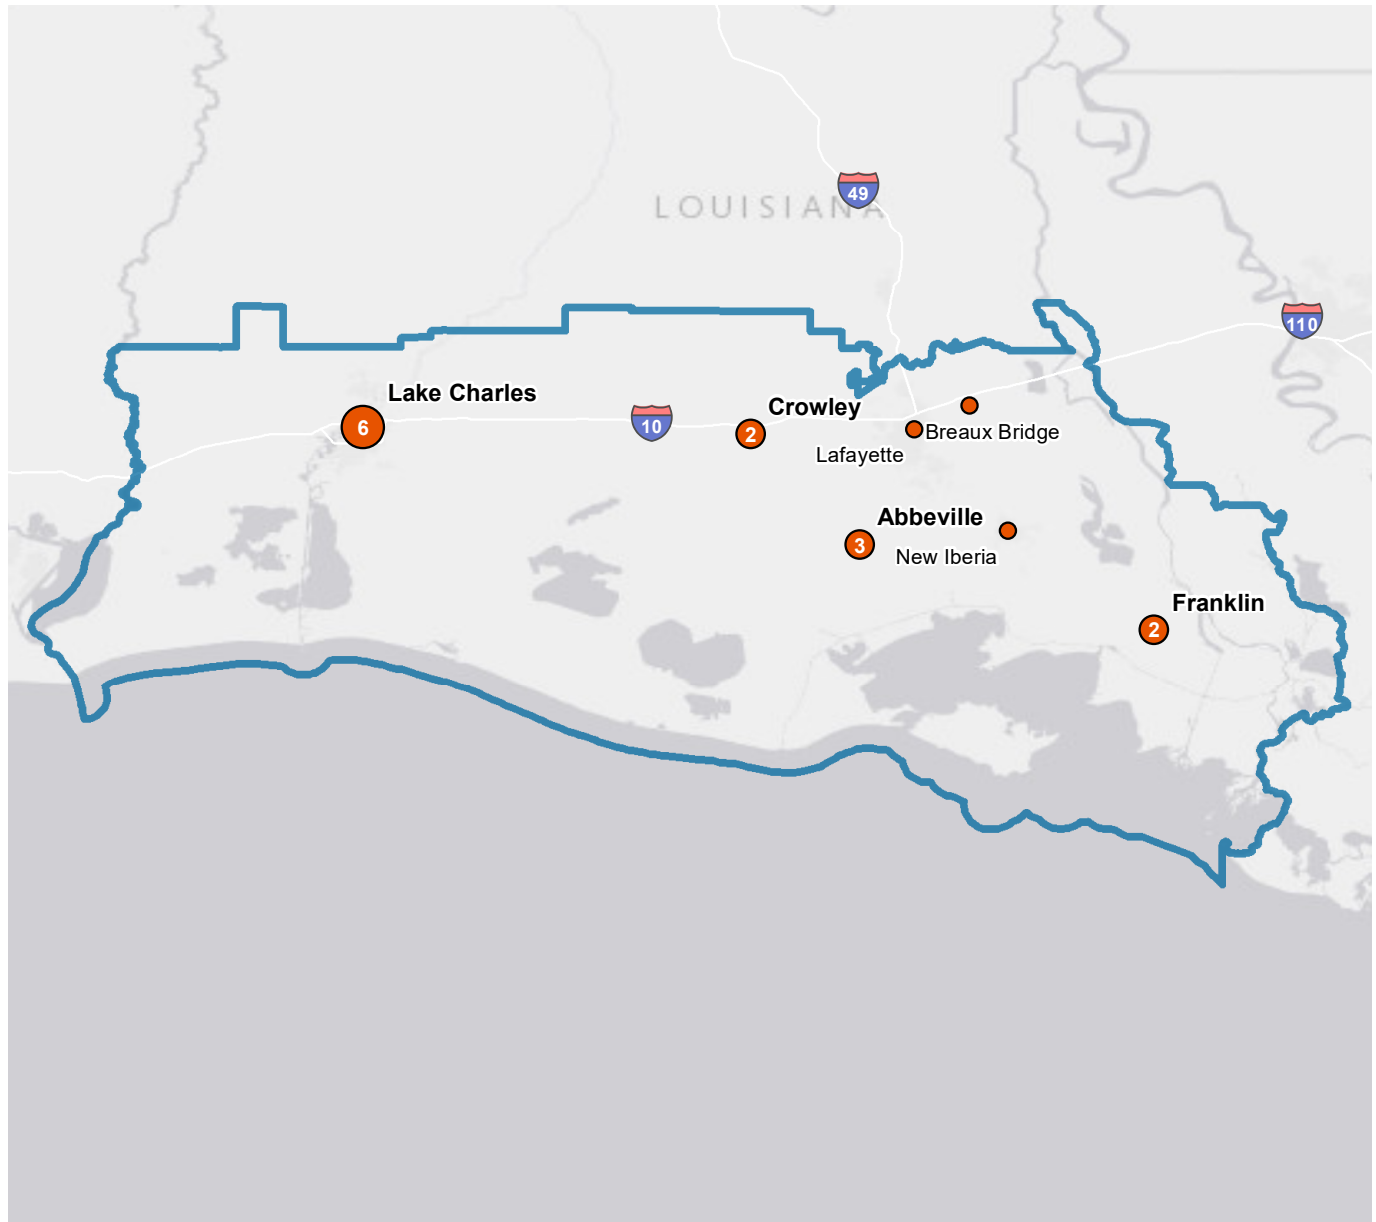 49
LOUISIANA
110
Lake Charles
6
10
Crowley
2
Breaux Bridge
Lafayette
Abbeville
3
New Iberia
Franklin
2